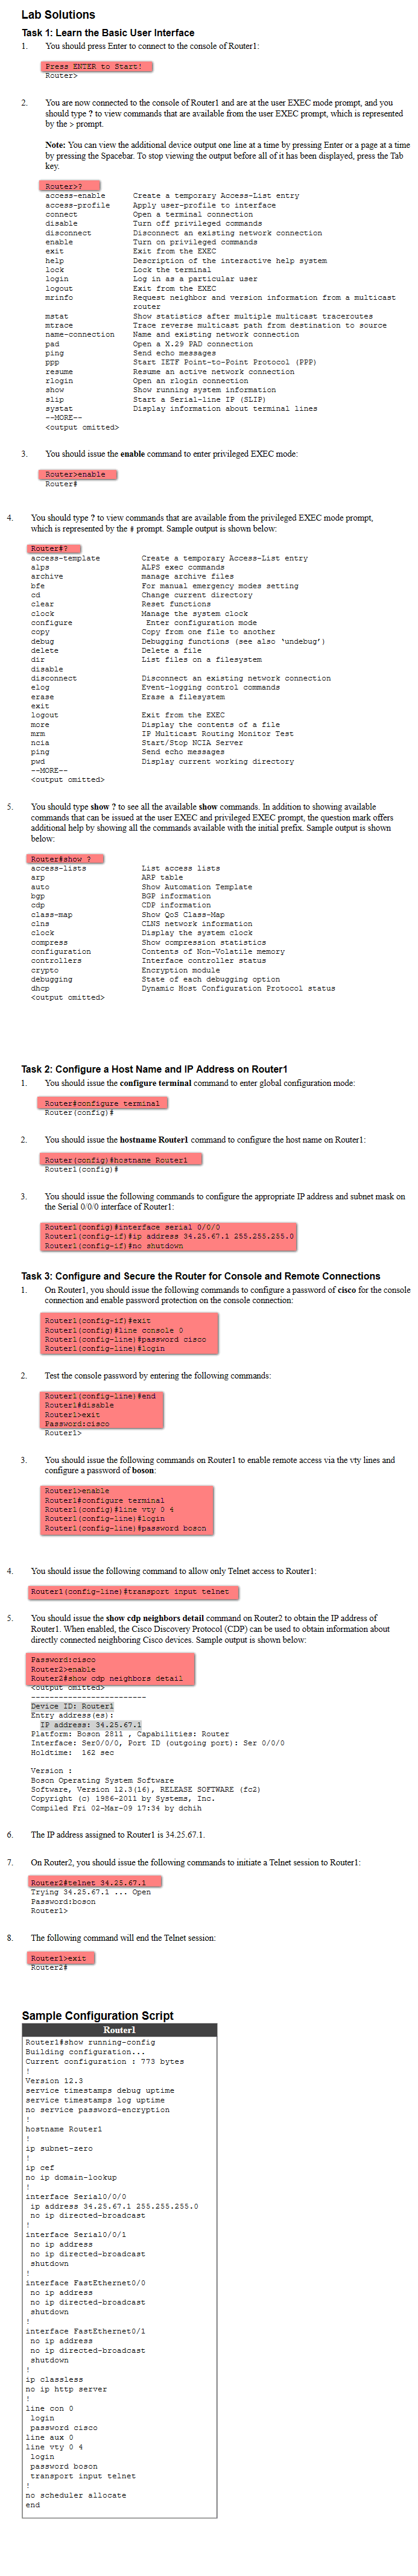 Lab Solutions
Task 1: Learn the Basic User Interface
1. You should press Enter to connect to the console of Router1:
Press ENTER to Start!
Router>
2. You are now connected to the console of Router1 and are at the user EXEC mode prompt, and you
should type ? to view commands that are available from the user EXEC prompt, which is represented
by the > prompt.
Note: You can view the additional device output one line at a time by pressing Enter or a page at a time
by pressing the Spacebar. To stop viewing the output before all of it has been displayed, press the Tab
key.
Router>?
access-enable Create a temporary Access-List entry
access-profile Apply user-profile to interface
connect Open a terminal connection
disable Turn off privileged commands
disconnect Disconnect an existing network connection
enable Turn on privileged commands
exit Exit from the EXEC
help Description of the interactive help system
lock Lock the terminal
login Log in as a particular user
logout Exit from the EXEC
mrinfo Request neighbor and version information from a multicast
router
mstat Show statistics after multiple multicast traceroutes
mtrace Trace reverse multicast path from destination to source
name-connection Name and existing network connection
pad Open a X.29 PAD connection
ping Send echo messages
ppp Start IETF Point-to-Point Protocol (PPP)
resume Resume an active network connection
rlogin Open an rlogin connection
show Show running system information
slip Start a Serial-line IP (SLIP)
systat Display information about terminal lines
--MORE--
<output omitted>
3. You should issue the enable command to enter privileged EXEC mode:
Router>enable
Router#
4. You should type ? to view commands that are available from the privileged EXEC mode prompt,
which is represented by the # prompt. Sample output is shown below:
Router#?
access-template Create a temporary Access-List entry
alps ALPS exec commands
archive manage archive files
bfe For manual emergency modes setting
cd Change current directory
clear Reset functions
clock Manage the system clock
configure Enter configuration mode
copy Copy from one file to another
debug Debugging functions (see also 'undebug')
delete Delete a file
dir List files on a filesystem
disable
disconnect Disconnect an existing network connection
elog Event-logging control commands
erase Erase a filesystem
exit
logout Exit from the EXEC
more Display the contents of a file
mrm IP Multicast Routing Monitor Test
ncia Start/Stop NCIA Server
ping Send echo messages
pwd Display current working directory
--MORE--
<output omitted>
5. You should type show ? to see all the available show commands. In addition to showing available
commands that can be issued at the user EXEC and privileged EXEC prompt, the question mark offers
additional help by showing all the commands available with the initial prefix. Sample output is shown
below:
Router#show ?
access-lists List access lists
arp ARP table
auto Show Automation Template
bgp BGP information
cdp CDP information
class-map Show QoS Class-Map
clns CLNS network information
clock Display the system clock
compress Show compression statistics
configuration Contents of Non-Volatile memory
controllers Interface controller status
crypto Encryption module
debugging State of each debugging option
dhcp Dynamic Host Configuration Protocol status
<output omitted>
Task 2: Configure a Host Name and IP Address on Router1
1. You should issue the configure terminal command to enter global configuration mode:
Router#configure terminal
Router(config)#
2. You should issue the hostname Router1 command to configure the host name on Router1:
Router(config)#hostname Router1
Router1(config)#
3. You should issue the following commands to configure the appropriate IP address and subnet mask on
the Serial 0/0/0 interface of Router1:
Router1(config)#interface serial 0/0/0
Router1(config-if)#ip address 34.25.67.1 255.255.255.0
Router1(config-if)#no shutdown
Task 3: Configure and Secure the Router for Console and Remote Connections
1. On Router1, you should issue the following commands to configure a password of cisco for the console
connection and enable password protection on the console connection:
Router1(config-if)#exit
Router1(config)#line console 0
Router1(config-line)#password cisco
Router1(config-line)#login
2. Test the console password by entering the following commands:
Router1(config-line)#end
Router1#disable
Router1>exit
Password:cisco
Router1>
3. You should issue the following commands on Router1 to enable remote access via the vty lines and
configure a password of boson:
Router1>enable
Router1#configure terminal
Router1(config)#line vty 0 4
Router1(config-line)#login
Router1(config-line)#password boson
4. You should issue the following command to allow only Telnet access to Router1:
Router1(config-line)#transport input telnet
5. You should issue the show cdp neighbors detail command on Router2 to obtain the IP address of
Router1. When enabled, the Cisco Discovery Protocol (CDP) can be used to obtain information about
directly connected neighboring Cisco devices. Sample output is shown below:
Password:cisco
Router2>enable
Router2#show cdp neighbors detail
<output omitted>
-------------------------
Device ID: Router1
Entry address(es):
IP address: 34.25.67.1
Platform: Boson 2811 , Capabilities: Router
Interface: Ser0/0/0, Port ID (outgoing port): Ser 0/0/0
Holdtime: 162 sec
Version :
Boson Operating System Software
Software, Version 12.3(16), RELEASE SOFTWARE (fc2)
Copyright (c) 1986-2011 by Systems, Inc.
Compiled Fri 02-Mar-09 17:34 by dchih
6. The IP address assigned to Router1 is 34.25.67.1.
7. On Router2, you should issue the following commands to initiate a Telnet session to Router1:
Router2#telnet 34.25.67.1
Trying 34.25.67.1 ... Open
Password:boson
Router1>
8. The following command will end the Telnet session:
Router1>exit
Router2#
Sample Configuration Script
Router1
Router1#show running-config
Building configuration...
Current configuration : 773 bytes
!
Version 12.3
service timestamps debug uptime
service timestamps log uptime
no service password-encryption
!
hostname Router1
!
ip subnet-zero
!
ip cef
no ip domain-lookup
!
interface Serial0/0/0
ip address 34.25.67.1 255.255.255.0
no ip directed-broadcast
!
interface Serial0/0/1
no ip address
no ip directed-broadcast
shutdown
!
interface FastEthernet0/0
no ip address
no ip directed-broadcast
shutdown
!
interface FastEthernet0/1
no ip address
no ip directed-broadcast
shutdown
!
ip classless
no ip http server
!
line con 0
login
password cisco
line aux 0
line vty 0 4
login
password boson
transport input telnet
!
no scheduler allocate
end